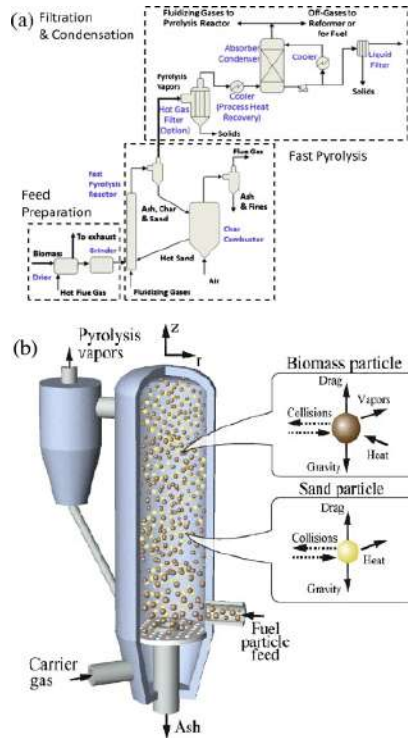 (a)
Filtration
& Condensation
Fluidizing Gases to
Pyrolysis Reactor
Off-Gases to
Reformer or
for Fuel
Absorber
Condenser
Cooler
Liquid
Filter
Solids
Pyrolysis
Vapors
Hot Gas
Filter
(Option)
Cooler
(Process Heat
Recovery)
Solids
Fast Pyrolysis
Flue Gas
Fast
Pyrolysis
Reactor
Ash, Char
& Sand
Ash
& Fines
Feed
Preparation
To exhaust
Biomass
Grinder
Drier
Char
Combustor
Hot Sand
Air
Hot Flue Gas
Fluidizing Gases
(b)
Pyrolysis
vapors
z
r
Biomass particle
Drag
Vapors
Collisions
Heat
Gravity
Sand particle
Drag
Collisions
Heat
Gravity
Fuel
particle
feed
Carrier
gas
Ash